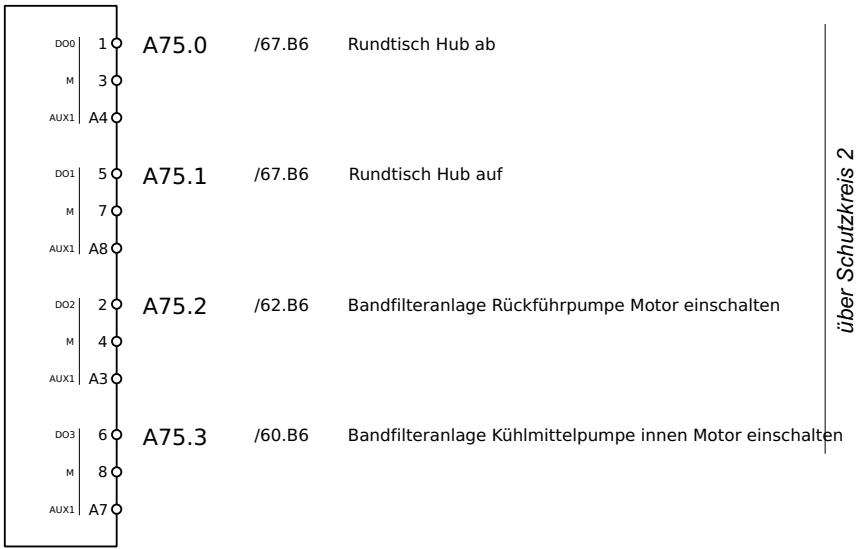 DO0 1 A75.0 /67.B6 Rundtisch Hub ab
M 3
AUX1 A4
DO1 5 A75.1 /67.B6 Rundtisch Hub auf
M 7
AUX1 A8
DO2 2 A75.2 /62.B6 Bandfilteranlage Rückführpumpe Motor einschalten
M 4
AUX1 A3
DO3 6 A75.3 /60.B6 Bandfilteranlage Kühlmittelpumpe innen Motor einschalten
M 8
AUX1 A7
über Schutzkreis 2